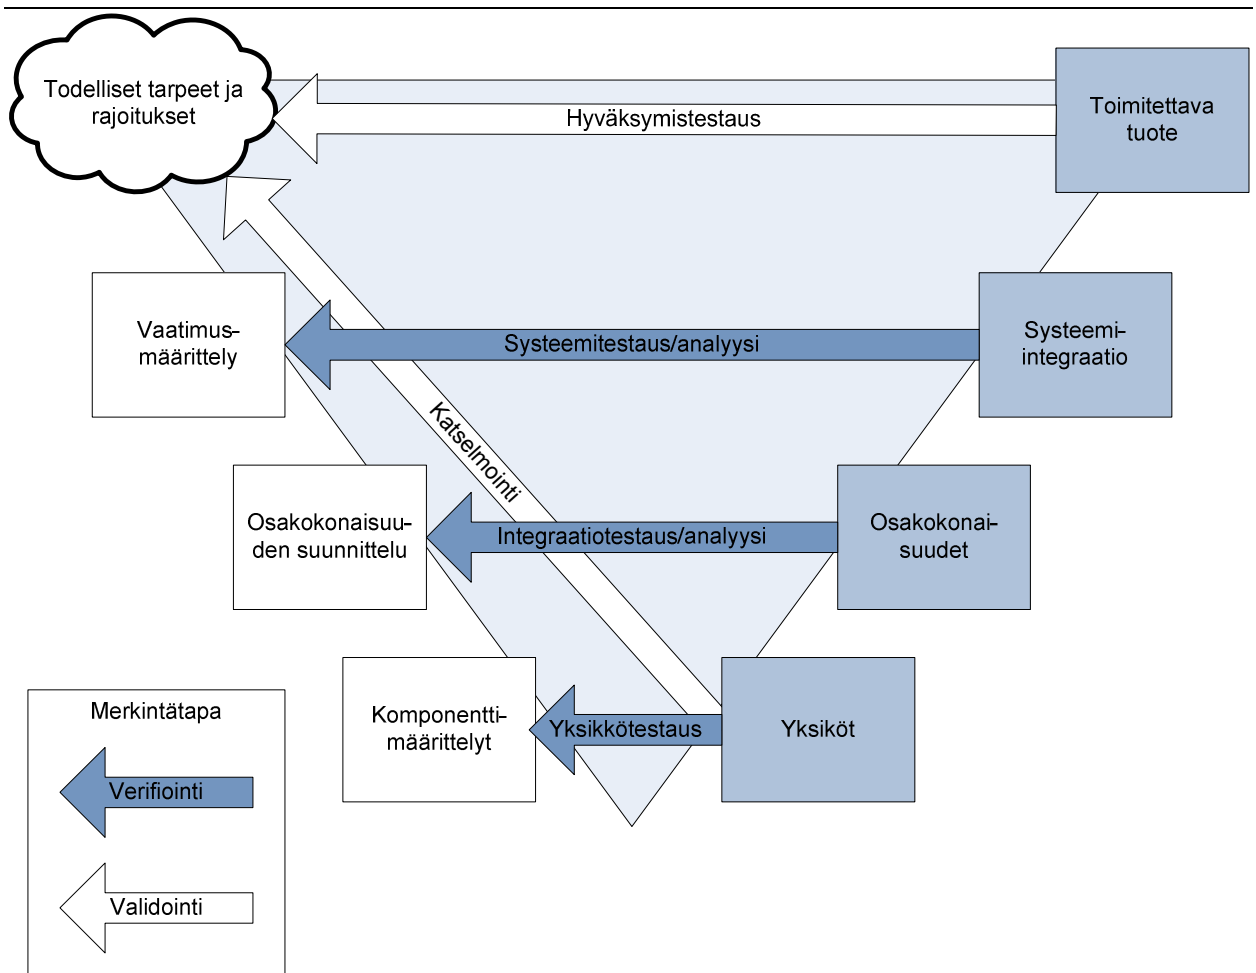 Todelliset tarpeet ja
rajoitukset
Hyväksymistestaus
Toimitettava
tuote
Vaatimus-
määrittely
Systeemitestaus/analyysi
Systeemi-
integraatio
Katselmointi
Osakokonaisuu-
den suunnittelu
Integraatiotestaus/analyysi
Osakokonai-
suudet
Komponentti-
määrittelyt
Yksikkötestaus
Yksiköt
Merkintätapa
Verifiointi
Validointi